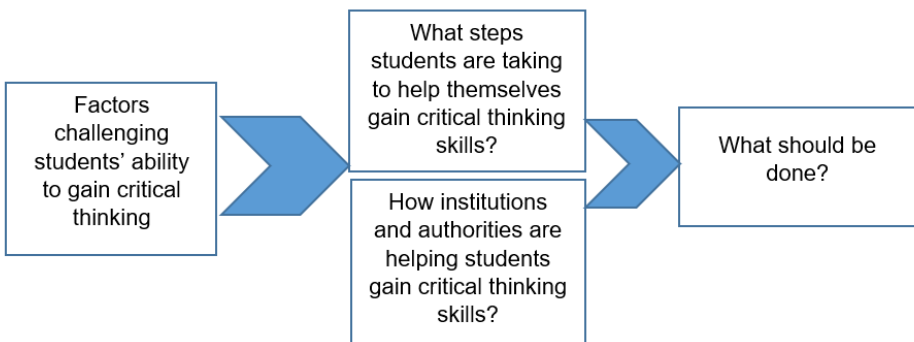 Factors
challenging
students’ ability
to gain critical
thinking
What steps
students are taking
to help themselves
gain critical thinking
skills?
How institutions
and authorities are
helping students
gain critical thinking
skills?
What should be
done?